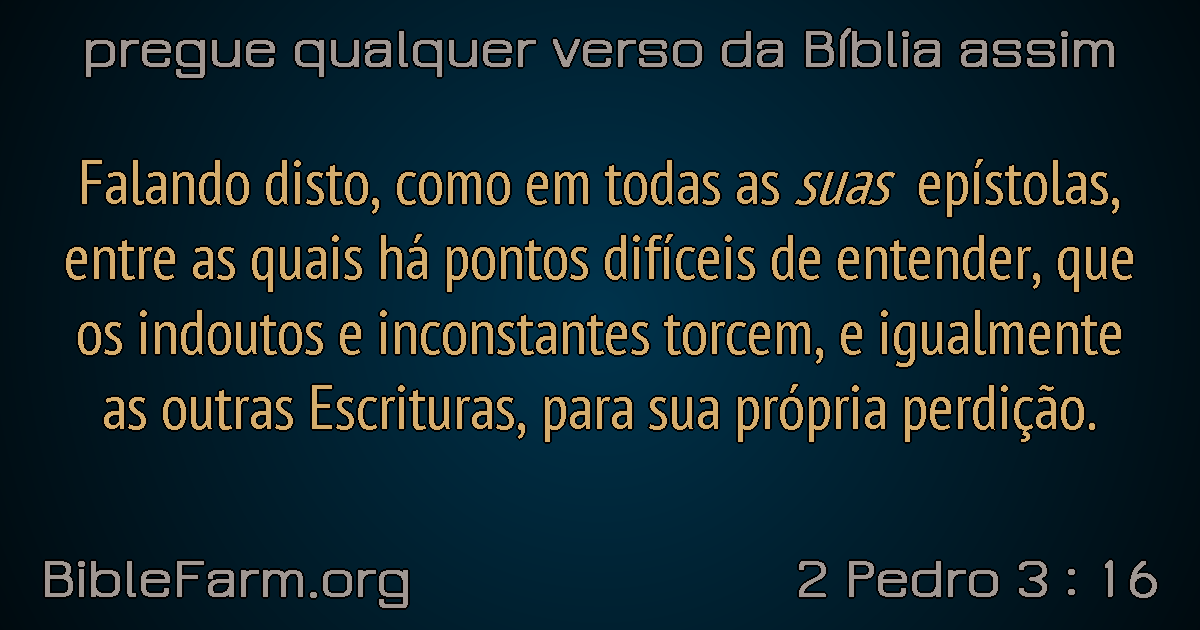 pregue qualquer verso da Bíblia assim
Falando disto, como em todas as suas epístolas,
entre as quais há pontos difíceis de entender, que
os indoutos e inconstantes torcem, e igualmente
as outras Escrituras, para sua própria perdição.
BibleFarm.org
2 Pedro 3 : 16